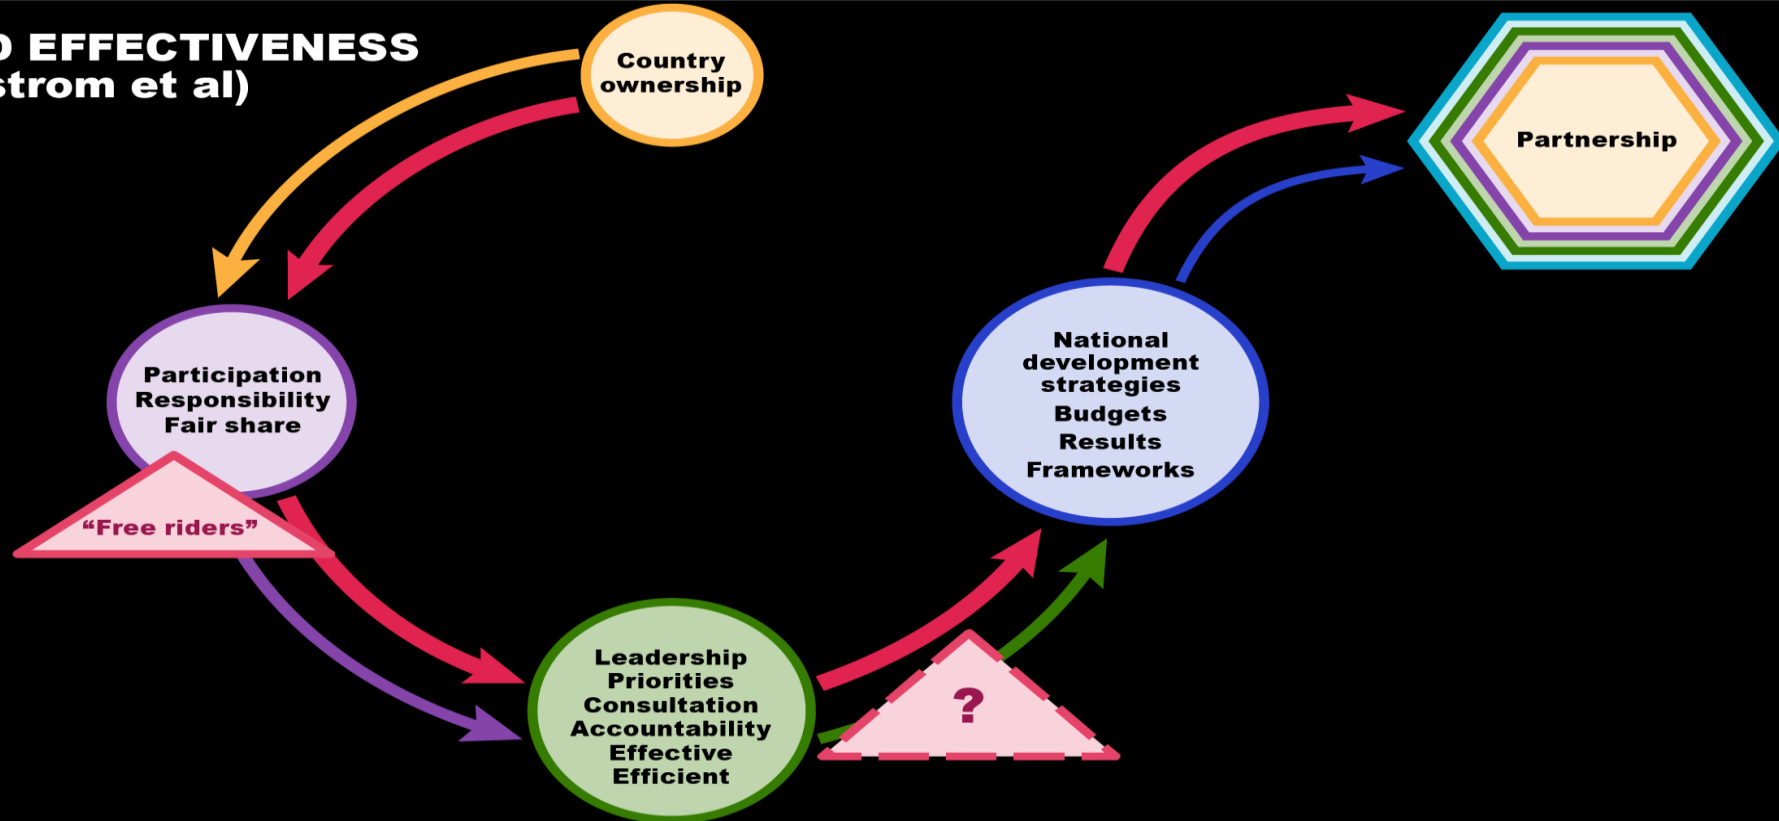 EFFECTIVENESS
et al)
Country
ownership
Partnership
Participation
Responsibility
Fair share
“Free riders”
National
development
strategies
Budgets
Results
Frameworks
Leadership
Priorities
Consultation
Accountability
Effective
Efficient
?